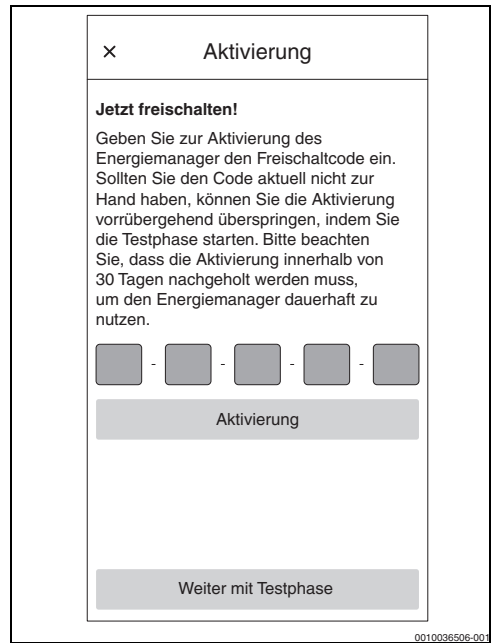 × Aktivierung
Jetzt freischalten!
Geben Sie zur Aktivierung des
Energiemanager den Freischaltcode ein.
Sollten Sie den Code aktuell nicht zur
Hand haben, können Sie die Aktivierung
vorrübergehend überspringen, indem Sie
die Testphase starten. Bitte beachten
Sie, dass die Aktivierung innerhalb von
30 Tagen nachgeholt werden muss,
um den Energiemanager dauerhaft zu
nutzen.
- - - -
Aktivierung
Weiter mit Testphase
0010036506-001